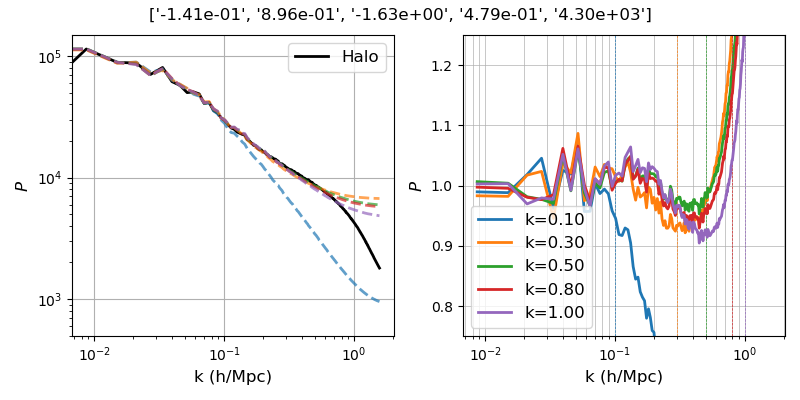 ['-1.41e-01', '8.96e-01', '-1.63e+00', '4.79e-01', '4.30e+03']
Halo
P
10^5
10^4
10^3
10^-2
10^-1
10^0
k (h/Mpc)
P
1.2
1.1
1.0
0.9
0.8
k=0.10
k=0.30
k=0.50
k=0.80
k=1.00
10^-2
10^-1
10^0
k (h/Mpc)